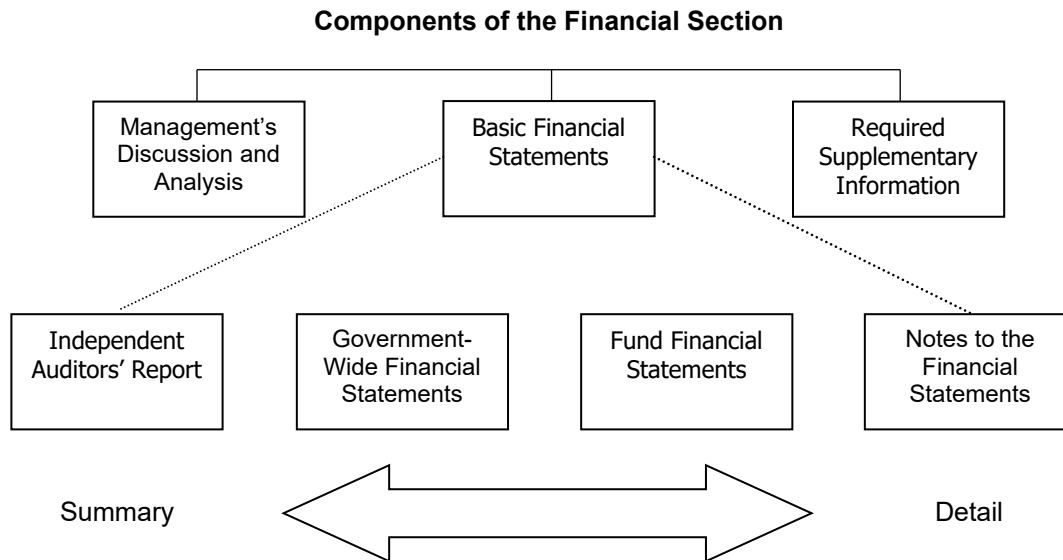 Components of the Financial Section
Management's
Discussion and
Analysis
Basic Financial
Statements
Required
Supplementary
Information
Independent
Auditors' Report
Government-
Wide Financial
Statements
Fund Financial
Statements
Notes to the
Financial
Statements
Summary
Detail